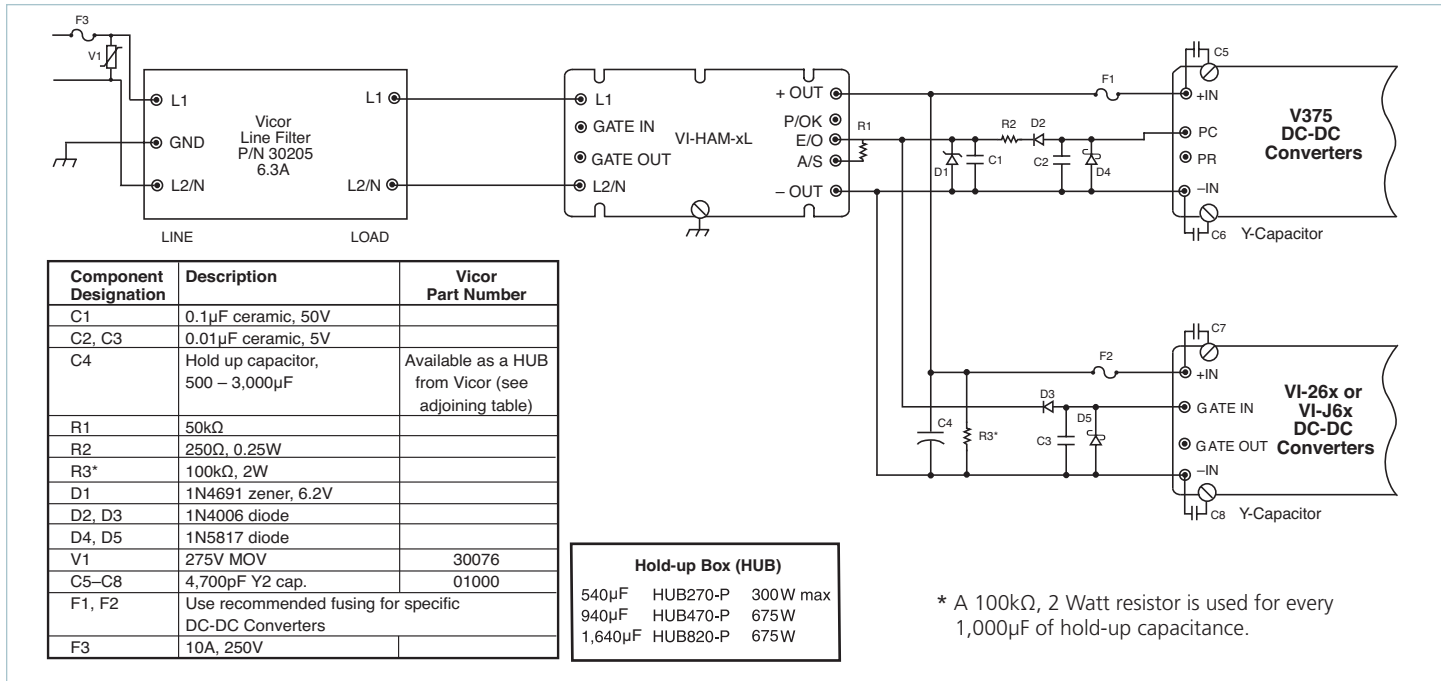 F3
V1
L1
GND
L2/N
Vicor
Line Filter
P/N 30205
6.3A
L1
L2/N
LINE
LOAD
L1
GATE IN
GATE OUT
L2/N
VI-HAM-xL
+ OUT
P/OK
E/O
A/S
– OUT
R1
D1
C1
R2
D2
C2
D4
F1
C5
+IN
PC
PR
–IN
V375
DC-DC
Converters
C6 Y-Capacitor
C7
F2
+IN
D3
D5
GATE IN
GATE OUT
–IN
VI-26x or
VI-J6x
DC-DC
Converters
C4
R3*
C3
C8 Y-Capacitor
Component Designation Description Vicor Part Number
C1 0.1µF ceramic, 50V
C2, C3 0.01µF ceramic, 5V
C4 Hold up capacitor, Available as a HUB
500 – 3,000µF from Vicor (see
adjoining table)
R1 50kΩ
R2 250Ω, 0.25W
R3* 100kΩ, 2W
D1 1N4691 zener, 6.2V
D2, D3 1N4006 diode
D4, D5 1N5817 diode
V1 275V MOV 30076
C5–C8 4,700pF Y2 cap. 01000
F1, F2 Use recommended fusing for specific
DC-DC Converters
F3 10A, 250V
Hold-up Box (HUB)
540µF HUB270-P 300W max
940µF HUB470-P 675W
1,640µF HUB820-P 675W
* A 100kΩ, 2 Watt resistor is used for every
1,000µF of hold-up capacitance.